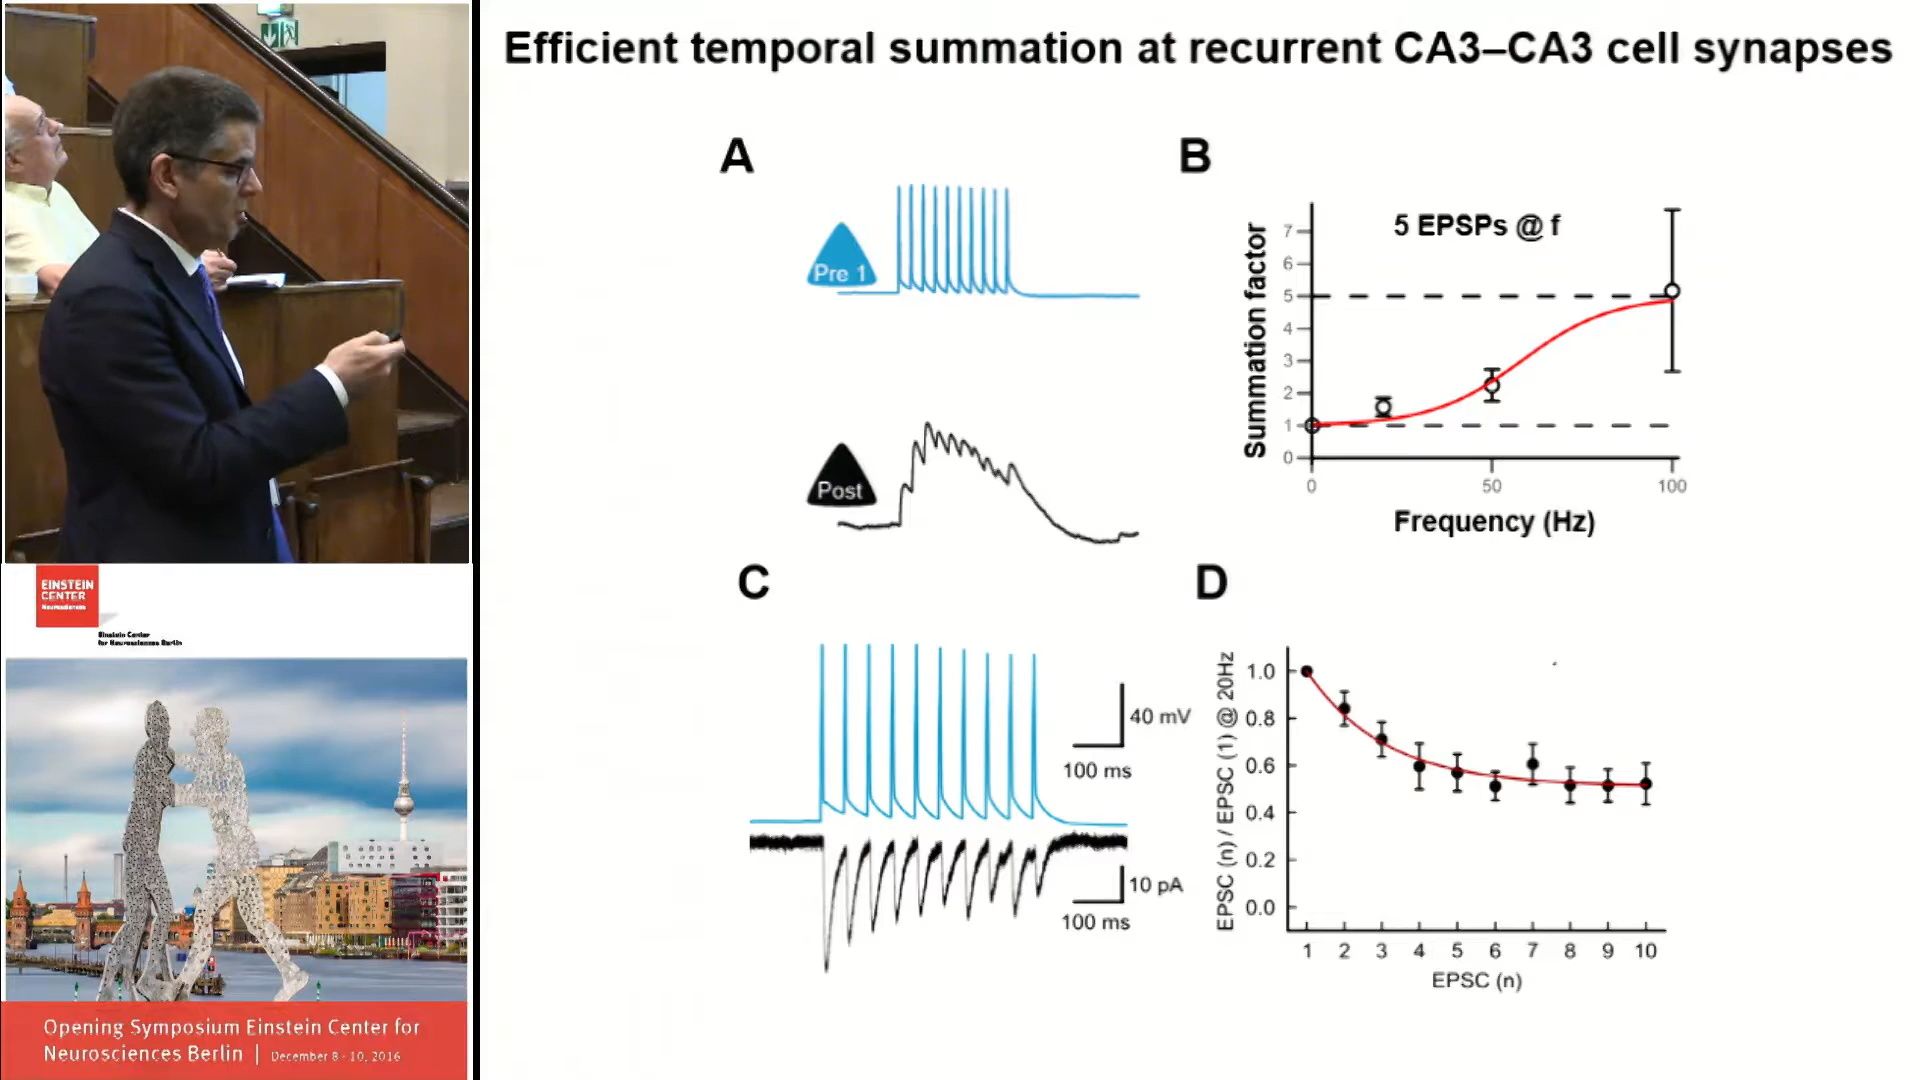 Efficient temporal summation at recurrent CA3–CA3 cell synapses
A
Pre 1
Post
B
5 EPSPs @ f
Summation factor
7
6
5
4
3
2
1
0
0 50 100
Frequency (Hz)
C
40 mV
100 ms
10 pA
100 ms
D
EPSC (n) / EPSC (1) @ 20Hz
1.0
0.8
0.6
0.4
0.2
0.0
1 2 3 4 5 6 7 8 9 10
EPSC (n)
EINSTEIN
CENTER
Neurosciences
Einstein Center
for Neurosciences Berlin
Opening Symposium Einstein Center for
Neurosciences Berlin | December 8 - 10, 2016